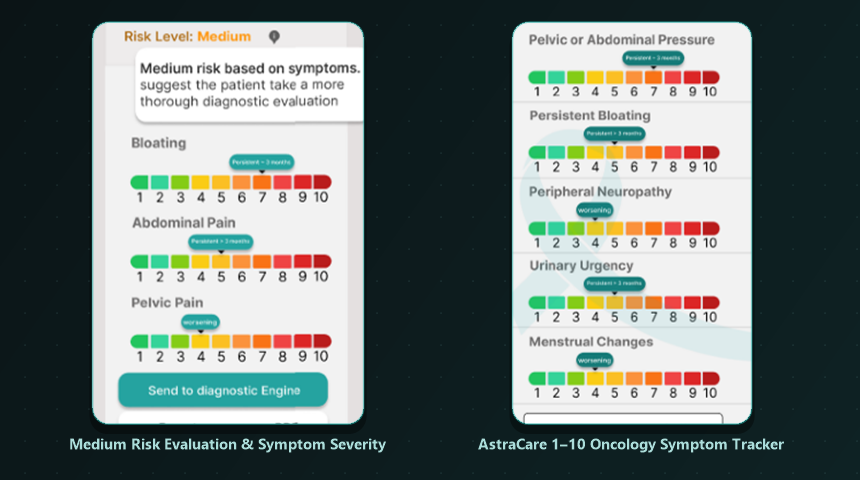 Risk Level: Medium
Medium risk based on symptoms.
suggest the patient take a more
thorough diagnostic evaluation
Bloating
Persistent > 3 months
1 2 3 4 5 6 7 8 9 10
Abdominal Pain
Persistent > 3 months
1 2 3 4 5 6 7 8 9 10
Pelvic Pain
worsening
1 2 3 4 5 6 7 8 9 10
Send to diagnostic Engine
Medium Risk Evaluation & Symptom Severity
Pelvic or Abdominal Pressure
Persistent > 3 months
1 2 3 4 5 6 7 8 9 10
Persistent Bloating
Persistent > 3 months
1 2 3 4 5 6 7 8 9 10
Peripheral Neuropathy
worsening
1 2 3 4 5 6 7 8 9 10
Urinary Urgency
Persistent > 3 months
1 2 3 4 5 6 7 8 9 10
Menstrual Changes
worsening
1 2 3 4 5 6 7 8 9 10
AstraCare 1–10 Oncology Symptom Tracker